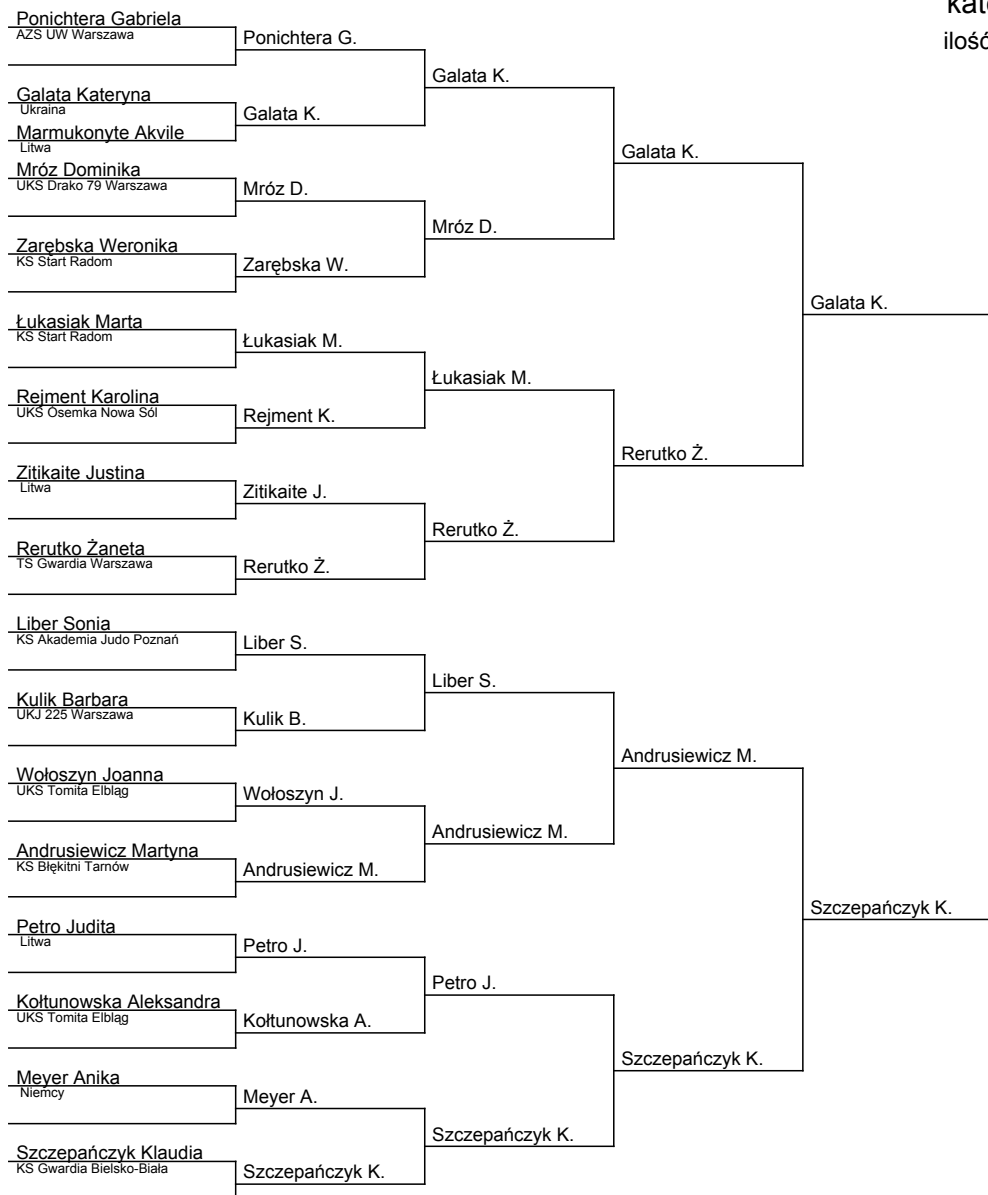 Ponichtera Gabriela
AZS UW Warszawa
Galata Kateryna
Ukraina
Marmukonyte Akvile
Litwa
Mróz Dominika
UKS Drako 79 Warszawa
Zarębska Weronika
KS Start Radom
Łukasiak Marta
KS Start Radom
Rejment Karolina
UKS Ósemka Nowa Sól
Zitikaite Justina
Litwa
Rerutko Żaneta
TS Gwardia Warszawa
Liber Sonia
KS Akademia Judo Poznań
Kulik Barbara
UKJ 225 Warszawa
Wołoszyn Joanna
UKS Tomita Elbląg
Andrusiewicz Martyna
KS Błękitni Tarnów
Petro Judita
Litwa
Kołtunowska Aleksandra
UKS Tomita Elbląg
Meyer Anika
Niemcy
Szczepańczyk Klaudia
KS Gwardia Bielsko-Biała
Ponichtera G.
Galata K.
Mróz D.
Zarębska W.
Łukasiak M.
Rejment K.
Zitikaite J.
Rerutko Ż.
Liber S.
Kulik B.
Wołoszyn J.
Andrusiewicz M.
Petro J.
Kołtunowska A.
Meyer A.
Szczepańczyk K.
Galata K.
Mróz D.
Łukasiak M.
Rerutko Ż.
Liber S.
Andrusiewicz M.
Petro J.
Szczepańczyk K.
Galata K.
Rerutko Ż.
Andrusiewicz M.
Szczepańczyk K.
Galata K.
Szczepańczyk K.
ilość